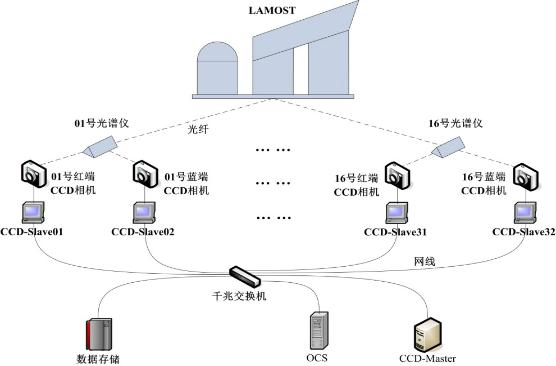 LAMOST
01号光谱仪
16号光谱仪
光纤
... ...
01号红端
CCD相机
01号蓝端
CCD相机
... ...
16号红端
CCD相机
16号蓝端
CCD相机
CCD-Slave01
CCD-Slave02
... ...
CCD-Slave31
CCD-Slave32
网线
千兆交换机
数据存储
OCS
CCD-Master